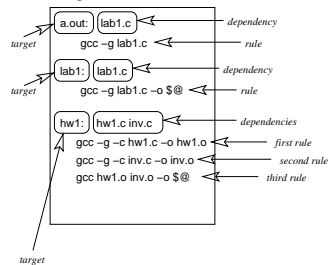 a.out: lab1.c dependency
target gcc –g lab1.c rule
lab1: lab1.c dependency
target gcc –g lab1.c –o $@ rule
hw1: hw1.c inv.c dependencies
gcc –g –c hw1.c –o hw1.o first rule
gcc –g –c inv.c –o inv.o second rule
gcc hw1.o inv.o –o $@ third rule
target